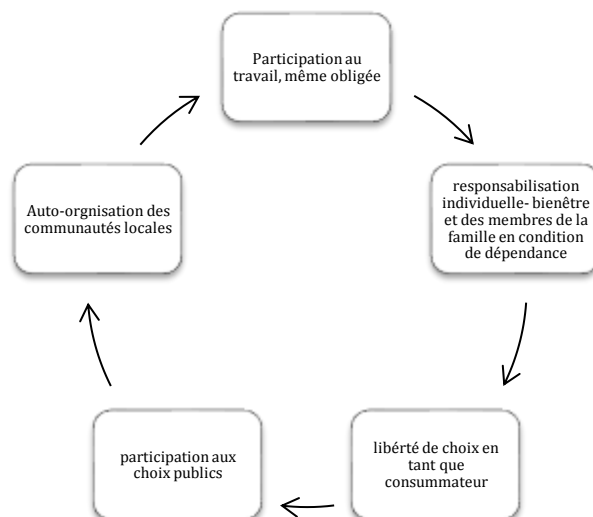 Participation au
travail, même obligée
responsabilisation
individuelle- bienêtre
et des membres de la
famille en condition
de dépendance
libérté de choix en
tant que
consummateur
participation aux
choix publics
Auto-orgnisation des
communautés locales